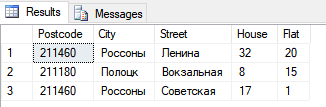 Results Messages
Postcode City Street House Flat
1 211460 Россоны Ленина 32 20
2 211180 Полоцк Вокзальная 8 15
3 211460 Россоны Советская 17 1